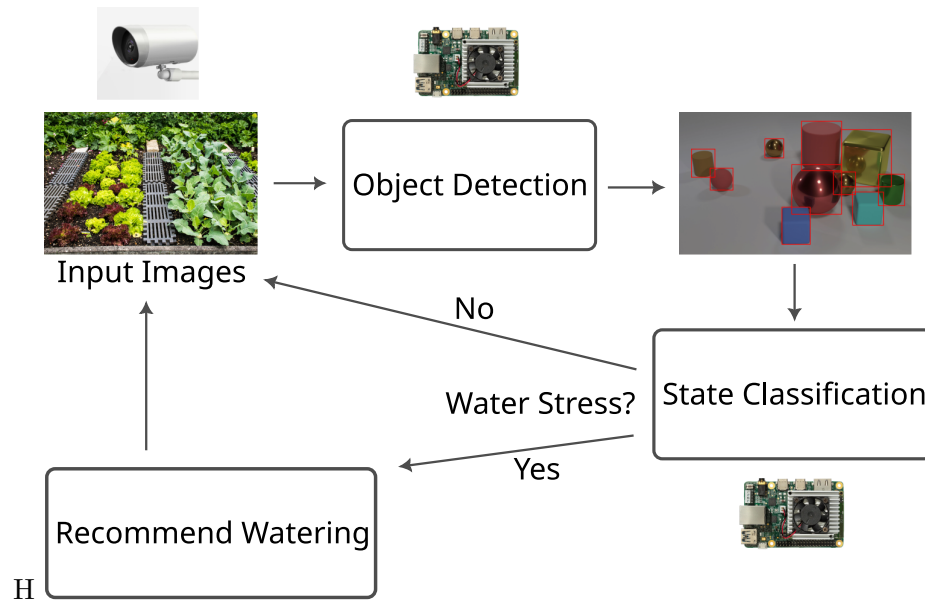 Object Detection
Input Images
No
State Classification
Water Stress?
Yes
Recommend Watering
H